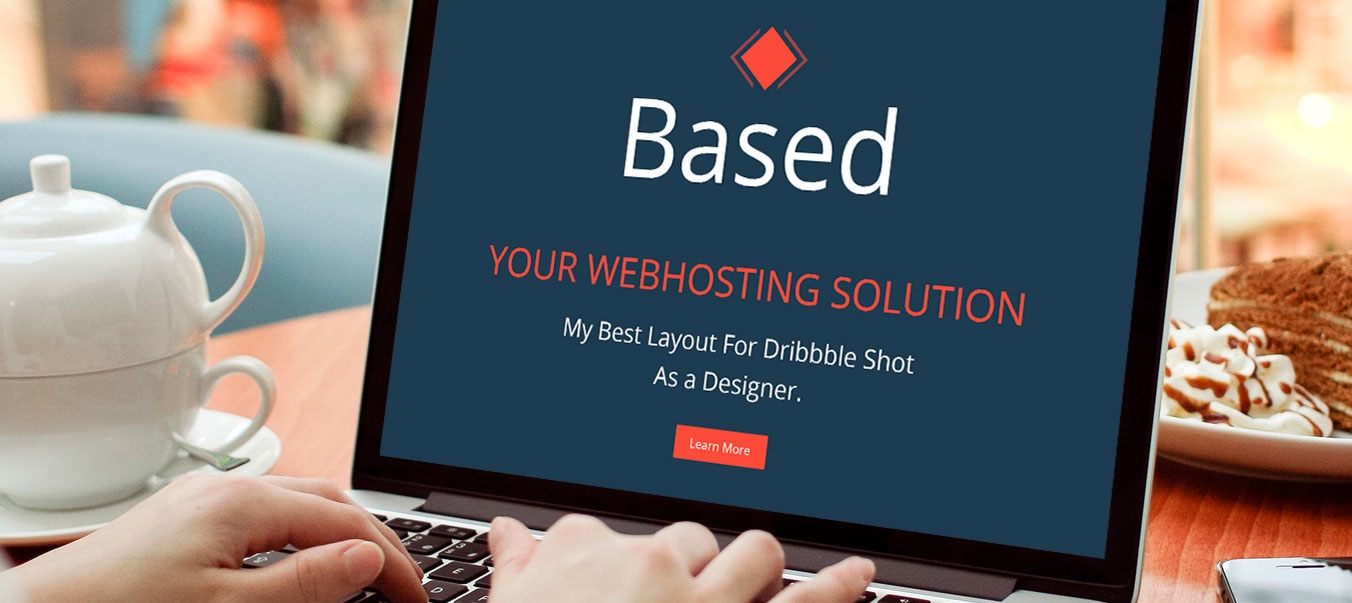 Based
YOUR WEBHOSTING SOLUTION
My Best Layout For Dribbble Shot
As a Designer.
Learn More